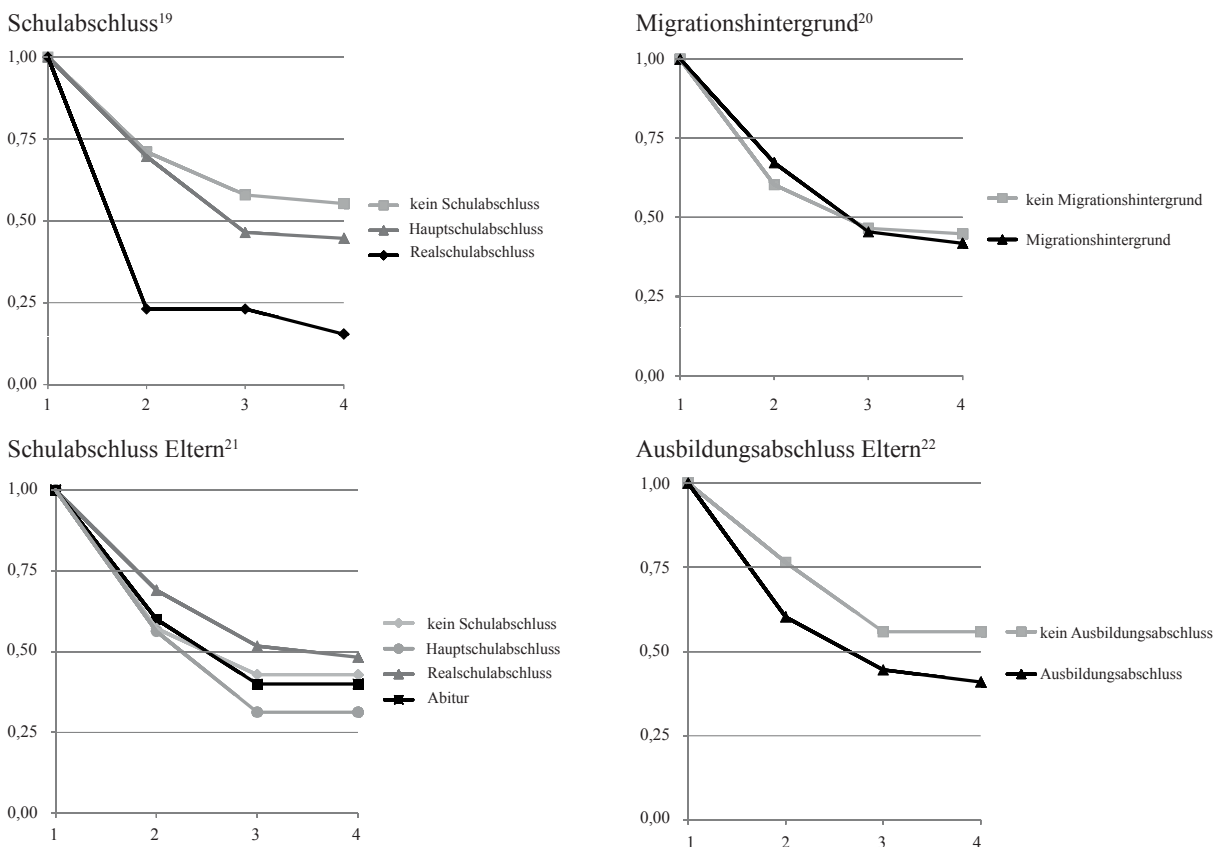 Schulabschluss19
1,00
0,75
0,50
0,25
0,00
1 2 3 4
kein Schulabschluss
Hauptschulabschluss
Realschulabschluss
Migrationshintergrund20
1,00
0,75
0,50
0,25
0,00
1 2 3 4
kein Migrationshintergrund
Migrationshintergrund
Schulabschluss Eltern21
1,00
0,75
0,50
0,25
0,00
1 2 3 4
kein Schulabschluss
Hauptschulabschluss
Realschulabschluss
Abitur
Ausbildungsabschluss Eltern22
1,00
0,75
0,50
0,25
0,00
1 2 3 4
kein Ausbildungsabschluss
Ausbildungsabschluss